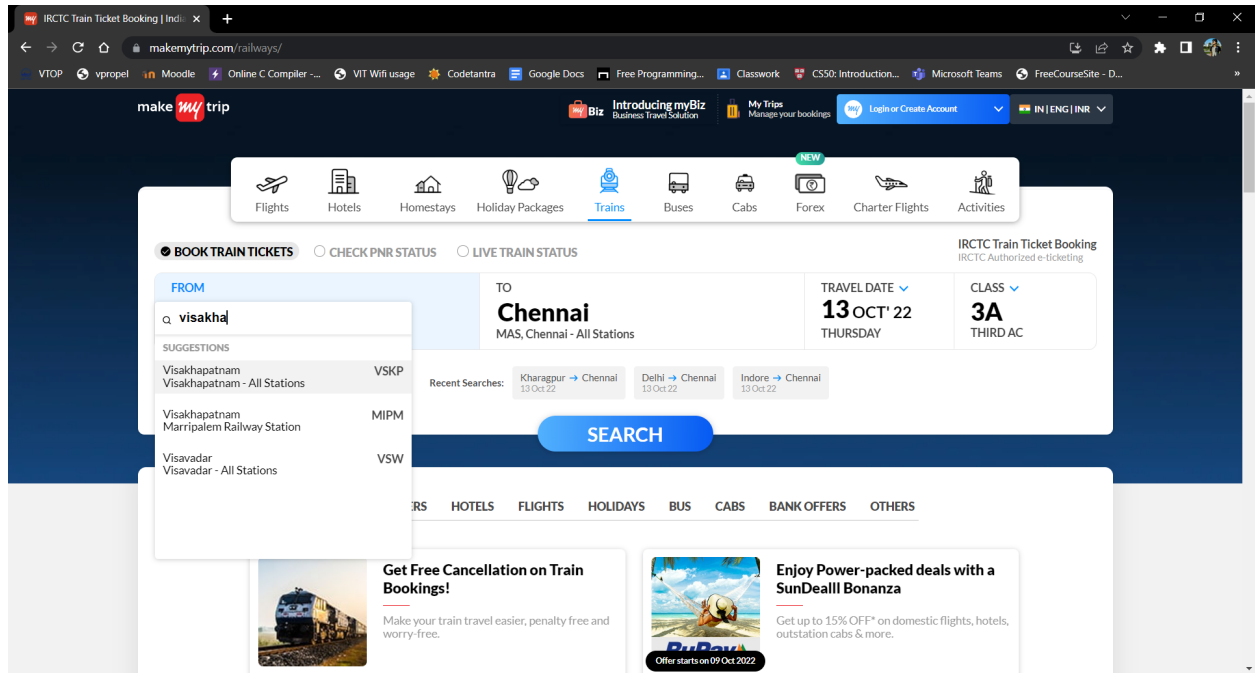 IRCTC Train Ticket Booking | India
makemytrip.com/railways/
VTOP vpropel Moodle Online C Compiler -... VIT Wifi usage Codetantra Google Docs Free Programming... Classwork CS50: Introduction... Microsoft Teams FreeCourseSite - D... »
make my trip
my Biz Introducing myBiz
Business Travel Solution
My Trips
Manage your bookings
my Login or Create Account
IN | ENG | INR
NEW
Flights Hotels Homestays Holiday Packages Trains Buses Cabs Forex Charter Flights Activities
BOOK TRAIN TICKETS CHECK PNR STATUS LIVE TRAIN STATUS
IRCTC Train Ticket Booking
IRCTC Authorized e-ticketing
FROM
visakha
SUGGESTIONS
Visakhapatnam VSKP
Visakhapatnam - All Stations
Visakhapatnam MIPM
Marripalem Railway Station
Visavadar VSW
Visavadar - All Stations
TO
Chennai
MAS, Chennai - All Stations
TRAVEL DATE
13 OCT' 22
THURSDAY
CLASS
3A
THIRD AC
Recent Searches:
Kharagpur → Chennai
13 Oct 22
Delhi → Chennai
13 Oct 22
Indore → Chennai
13 Oct 22
SEARCH
HOTELS FLIGHTS HOLIDAYS BUS CABS BANK OFFERS OTHERS
Get Free Cancellation on Train
Bookings!
Make your train travel easier, penalty free and
worry-free.
Enjoy Power-packed deals with a
SunDealll Bonanza
Get up to 15% OFF* on domestic flights, hotels,
outstation cabs & more.
RuPay
Offer starts on 09 Oct 2022